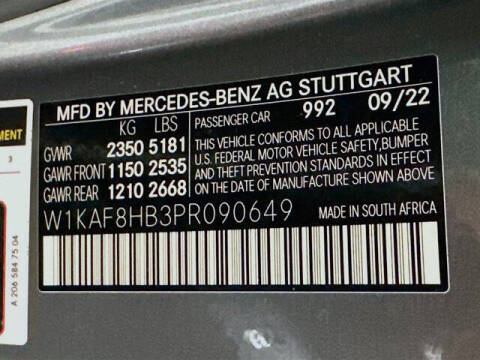 MFD BY MERCEDES-BENZ AG STUTTGART
KG LBS
GVWR 2350 5181
GAWR FRONT 1150 2535
GAWR REAR 1210 2668
PASSENGER CAR 992 09/22
THIS VEHICLE CONFORMS TO ALL APPLICABLE
U.S. FEDERAL MOTOR VEHICLE SAFETY,BUMPER
AND THEFT PREVENTION STANDARDS IN EFFECT
ON THE DATE OF MANUFACTURE SHOWN ABOVE
W1KAF8HB3PR090649 MADE IN SOUTH AFRICA
EMENT
3
A 206 584 75 04